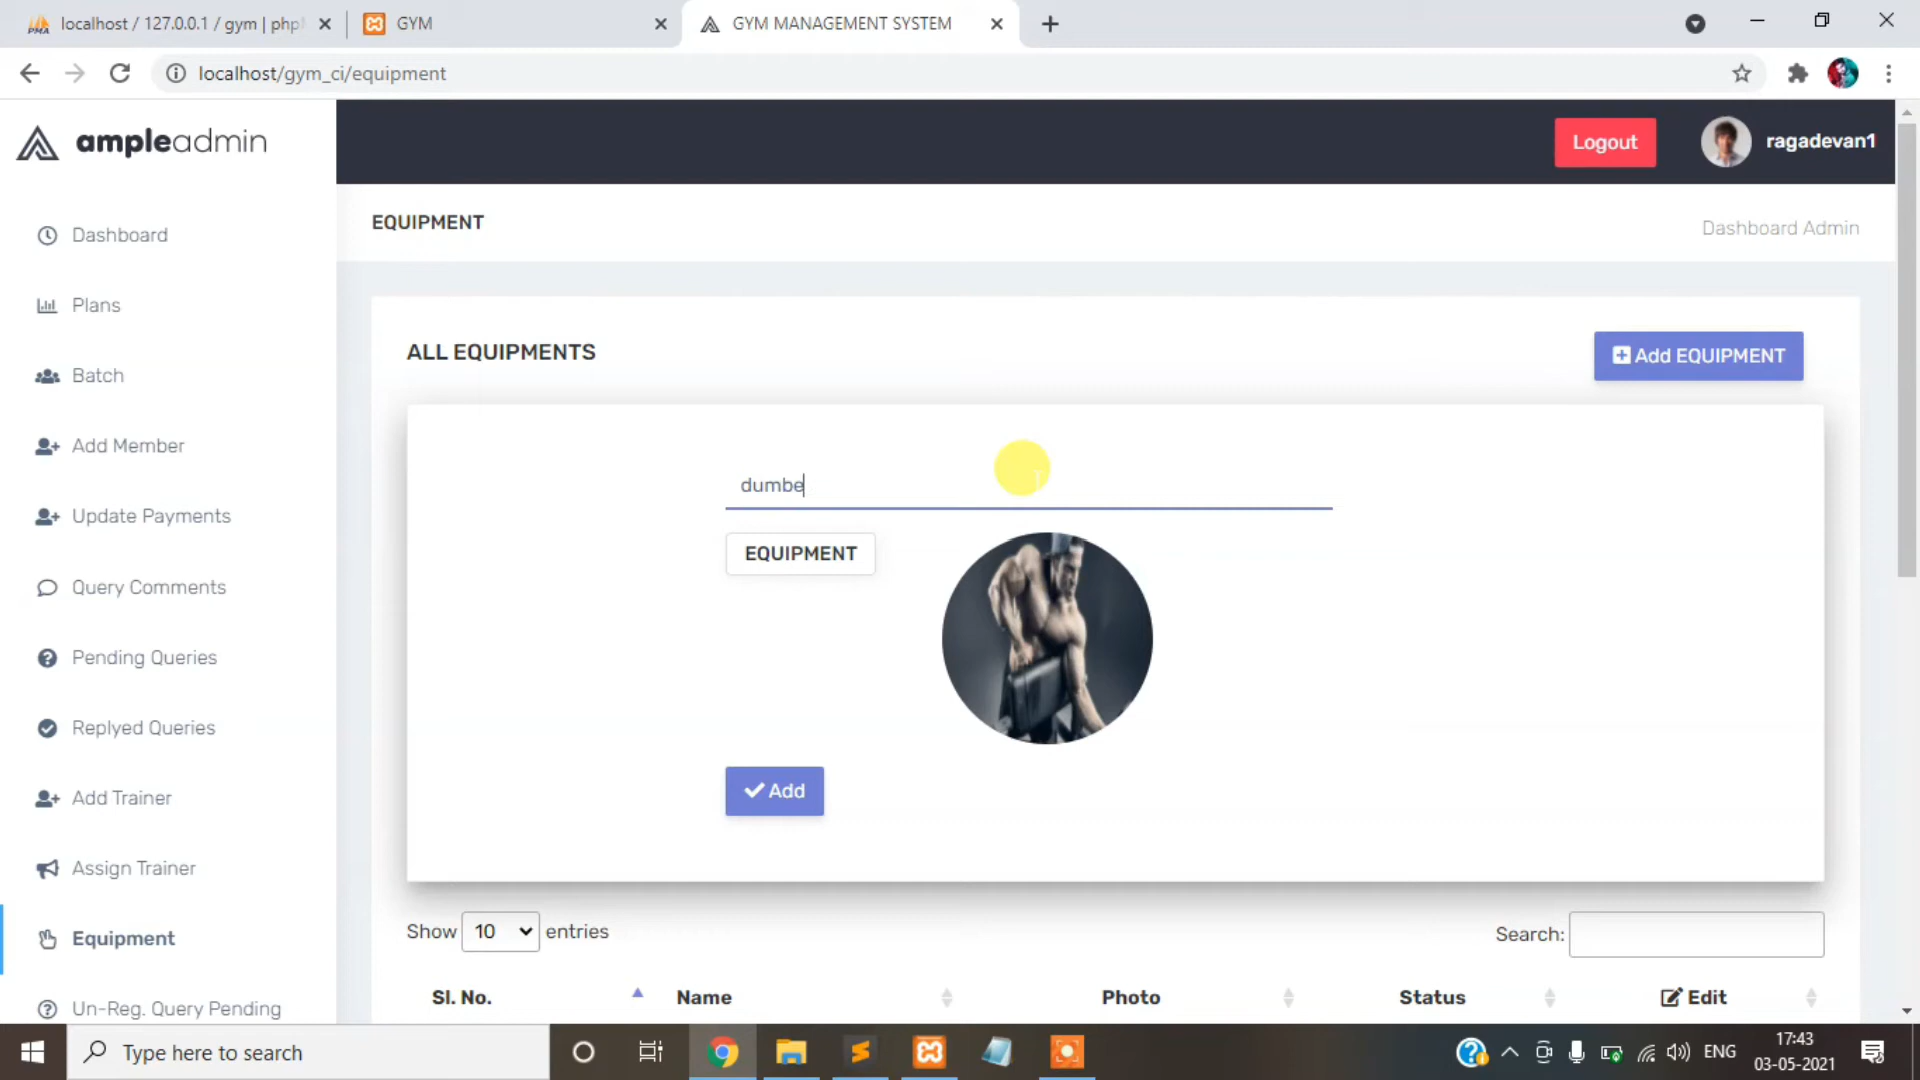 localhost / 127.0.0.1 / gym | php
GYM
GYM MANAGEMENT SYSTEM
localhost/gym_ci/equipment
ampleadmin
Logout
ragadevan1
EQUIPMENT
Dashboard Admin
Dashboard
Plans
Batch
Add Member
Update Payments
Query Comments
Pending Queries
Replyed Queries
Add Trainer
Assign Trainer
Equipment
Un-Reg. Query Pending
ALL EQUIPMENTS
Add EQUIPMENT
dumbe
EQUIPMENT
Add
Show 10 entries
Search:
Sl. No. Name Photo Status Edit
Type here to search
ENG
17:43
03-05-2021